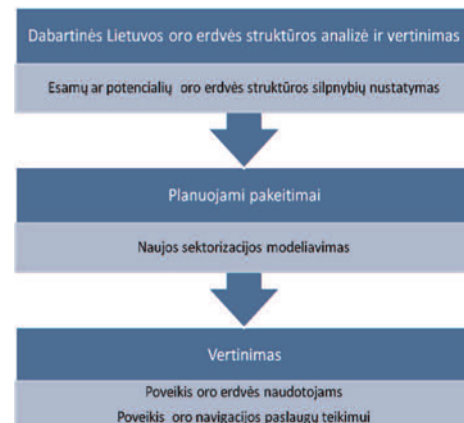 Dabartinės Lietuvos oro erdvės struktūros analizė ir vertinimas
Esamų ar potencialių oro erdvės struktūros silpnybių nustatymas
Planuojami pakeitimai
Naujos sektorizacijos modeliavimas
Vertinimas
Poveikis oro erdvės naudotojams
Poveikis oro navigacijos paslaugų teikimui